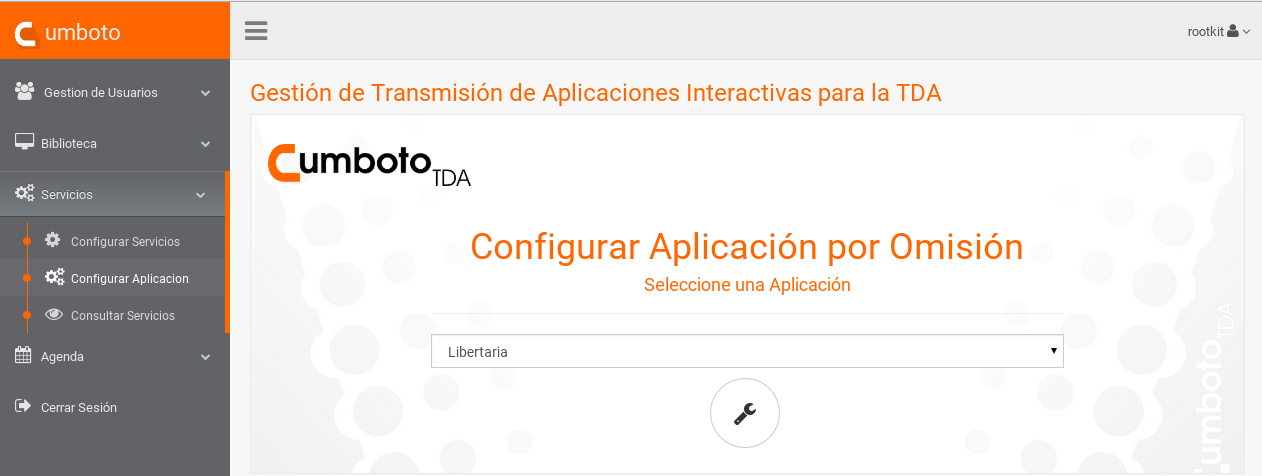 Cumboto
rootkit
Gestion de Usuarios
Biblioteca
Servicios
Configurar Servicios
Configurar Aplicacion
Consultar Servicios
Agenda
Cerrar Sesión
Gestión de Transmisión de Aplicaciones Interactivas para la TDA
Cumboto TDA
Configurar Aplicación por Omisión
Seleccione una Aplicación
Libertaria
Cumboto TDA